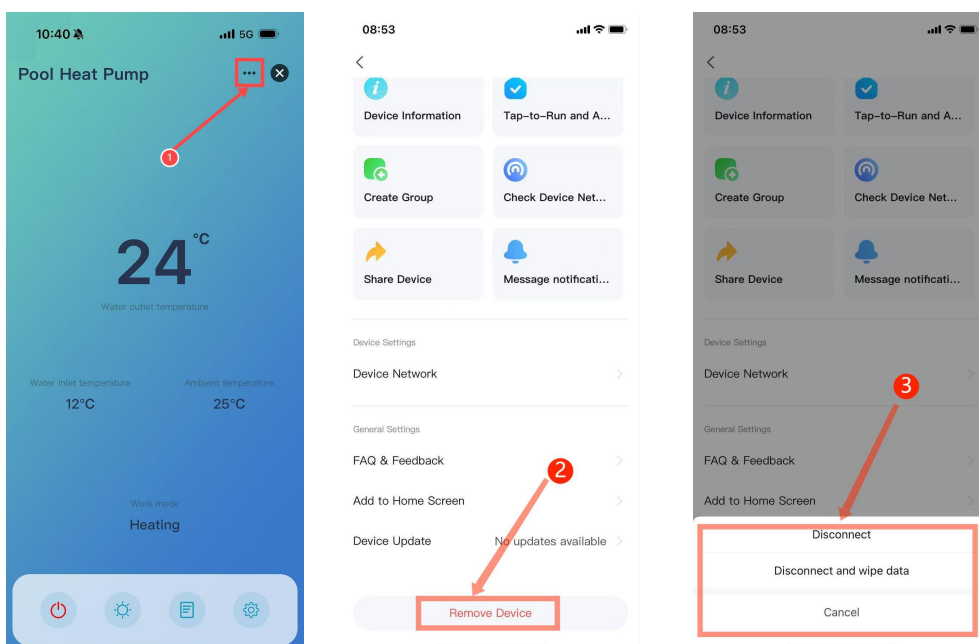 10:40
5G
Pool Heat Pump
1
24
°C
Water outlet temperature
Water inlet temperature
Ambient temperature
12°C
25°C
Work mode
Heating
08:53
Device Information
Tap-to-Run and A...
Create Group
Check Device Net...
Share Device
Message notificati...
Device Settings
Device Network
General Settings
FAQ & Feedback
2
Add to Home Screen
Device Update
No updates available
Remove Device
08:53
Device Information
Tap-to-Run and A...
Create Group
Check Device Net...
Share Device
Message notificati...
Device Settings
Device Network
3
General Settings
FAQ & Feedback
Add to Home Screen
Disconnect
Disconnect and wipe data
Cancel